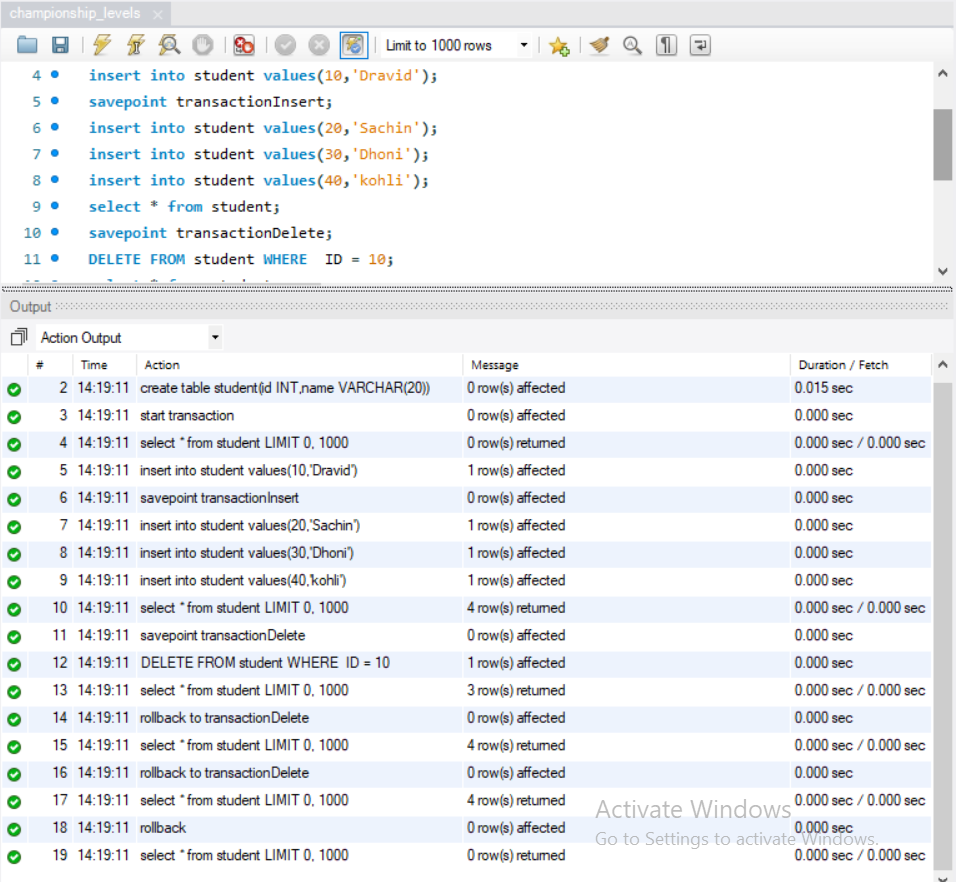 championship_levels
Limit to 1000 rows
4 insert into student values(10,'Dravid');
5 savepoint transactionInsert;
6 insert into student values(20,'Sachin');
7 insert into student values(30,'Dhoni');
8 insert into student values(40,'kohli');
9 select * from student;
10 savepoint transactionDelete;
11 DELETE FROM student WHERE  ID = 10;
Output
Action Output
# Time Action Message Duration / Fetch
2 14:19:11 create table student(id INT,name VARCHAR(20)) 0 row(s) affected 0.015 sec
3 14:19:11 start transaction 0 row(s) affected 0.000 sec
4 14:19:11 select * from student LIMIT 0, 1000 0 row(s) returned 0.000 sec / 0.000 sec
5 14:19:11 insert into student values(10,'Dravid') 1 row(s) affected 0.000 sec
6 14:19:11 savepoint transactionInsert 0 row(s) affected 0.000 sec
7 14:19:11 insert into student values(20,'Sachin') 1 row(s) affected 0.000 sec
8 14:19:11 insert into student values(30,'Dhoni') 1 row(s) affected 0.000 sec
9 14:19:11 insert into student values(40,'kohli') 1 row(s) affected 0.000 sec
10 14:19:11 select * from student LIMIT 0, 1000 4 row(s) returned 0.000 sec / 0.000 sec
11 14:19:11 savepoint transactionDelete 0 row(s) affected 0.000 sec
12 14:19:11 DELETE FROM student WHERE  ID = 10 1 row(s) affected 0.000 sec
13 14:19:11 select * from student LIMIT 0, 1000 3 row(s) returned 0.000 sec / 0.000 sec
14 14:19:11 rollback to transactionDelete 0 row(s) affected 0.000 sec
15 14:19:11 select * from student LIMIT 0, 1000 4 row(s) returned 0.000 sec / 0.000 sec
16 14:19:11 rollback to transactionDelete 0 row(s) affected 0.000 sec
17 14:19:11 select * from student LIMIT 0, 1000 4 row(s) returned 0.000 sec / 0.000 sec
18 14:19:11 rollback 0 row(s) affected 0.000 sec
19 14:19:11 select * from student LIMIT 0, 1000 0 row(s) returned 0.000 sec / 0.000 sec
Activate Windows
Go to Settings to activate Windows.